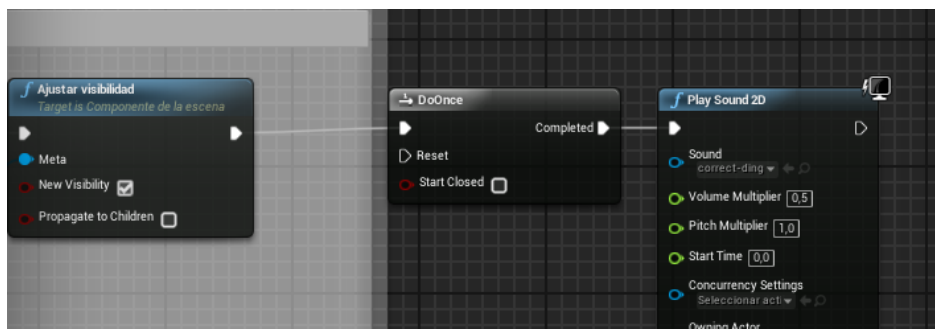 Ajustar visibilidad
Target is Componente de la escena
Meta
New Visibility
Propagate to Children
DoOnce
Completed
Reset
Start Closed
Play Sound 2D
Sound
correct-ding
Volume Multiplier 0,5
Pitch Multiplier 1,0
Start Time 0,0
Concurrency Settings
Seleccionar acti
Owning Actor